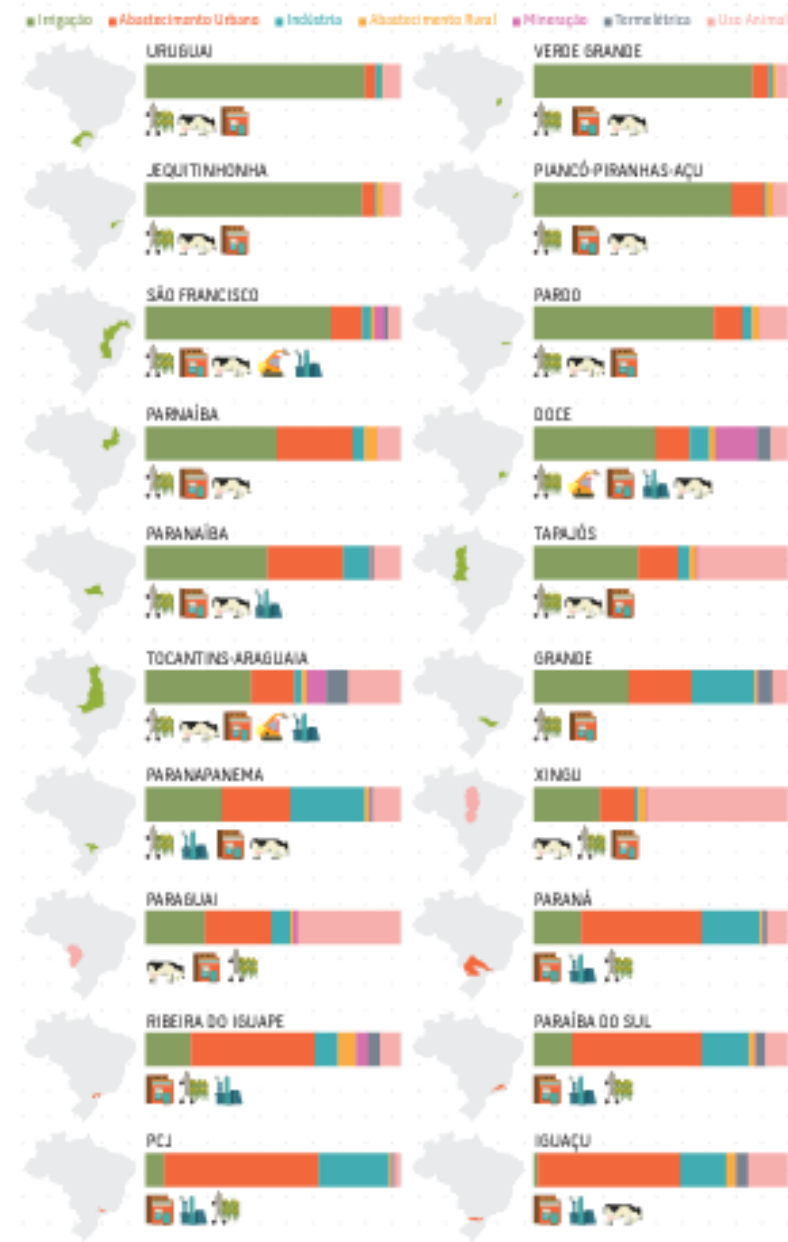 Irrigação Abastecimento Urbano Indústria Abastecimento Rural Mineração Termelétrica Uso Animal
URUGUAI VERDE GRANDE
JEQUITINHONHA PIANCÓ-PIRANHAS-AÇU
SÃO FRANCISCO PARDO
PARNAÍBA DOCE
PARANAÍBA TAPAJÓS
TOCANTINS-ARAGUAIA GRANDE
PARANAPANEMA XINGU
PARAGUAI PARANÁ
RIBEIRA DO IGUAPE PARAÍBA DO SUL
PCJ IGUAÇU